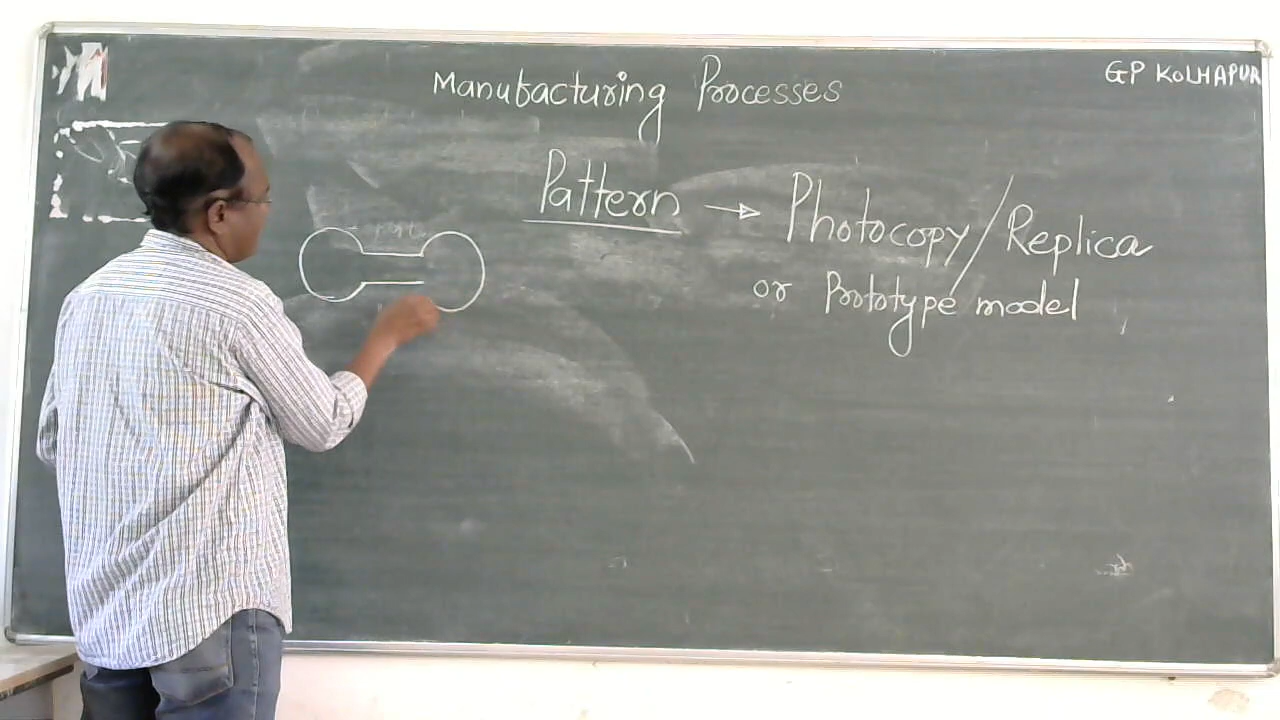 Manufacturing Processes
GP KOLHAPUR
Pattern → Photocopy/Replica
or Prototype model